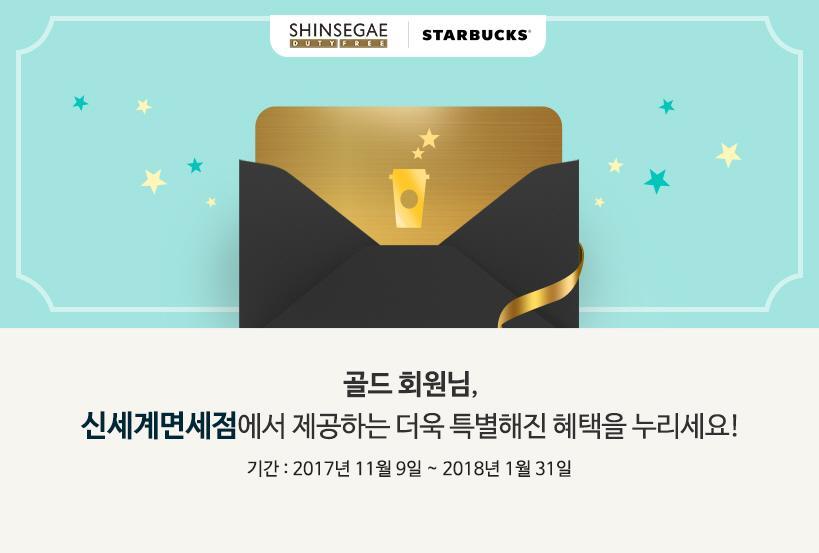 SHINSEGAE
DUTY FREE
STARBUCKS®
골드 회원님,
신세계면세점에서 제공하는 더욱 특별해진 혜택을 누리세요!
기간 : 2017년 11월 9일 ~ 2018년 1월 31일